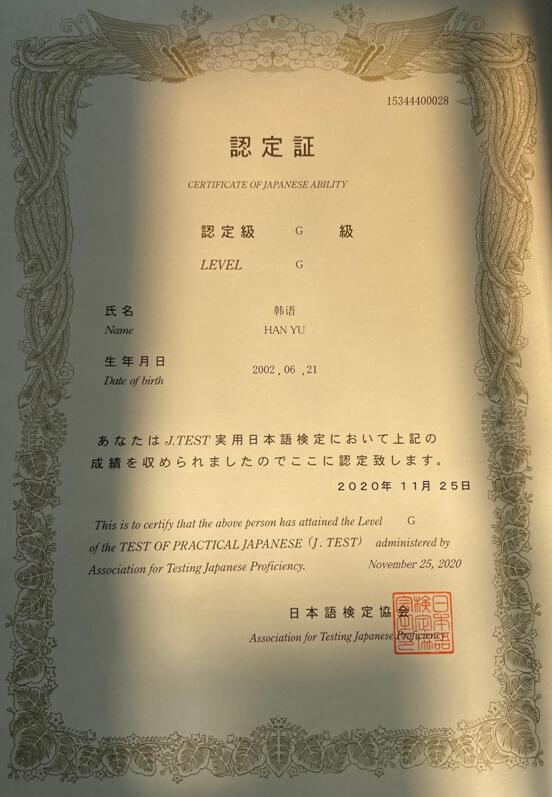 15344400028
認定証
CERTIFICATE OF JAPANESE ABILITY
認定級 G 級
LEVEL G
氏名 韩语
Name HAN YU
生年月日
Date of birth
2002 , 06 ,21
あなたは J.TEST 実用日本語検定において上記の
成績を収められましたのでここに認定致します。
2020年 11月 25日
This is to certify that the above person has attained the Level G
of the TEST OF PRACTICAL JAPANESE (J. TEST) administered by
Association for Testing Japanese Proficiency. November 25, 2020
日本語検定協会
Association for Testing Japanese Proficiency